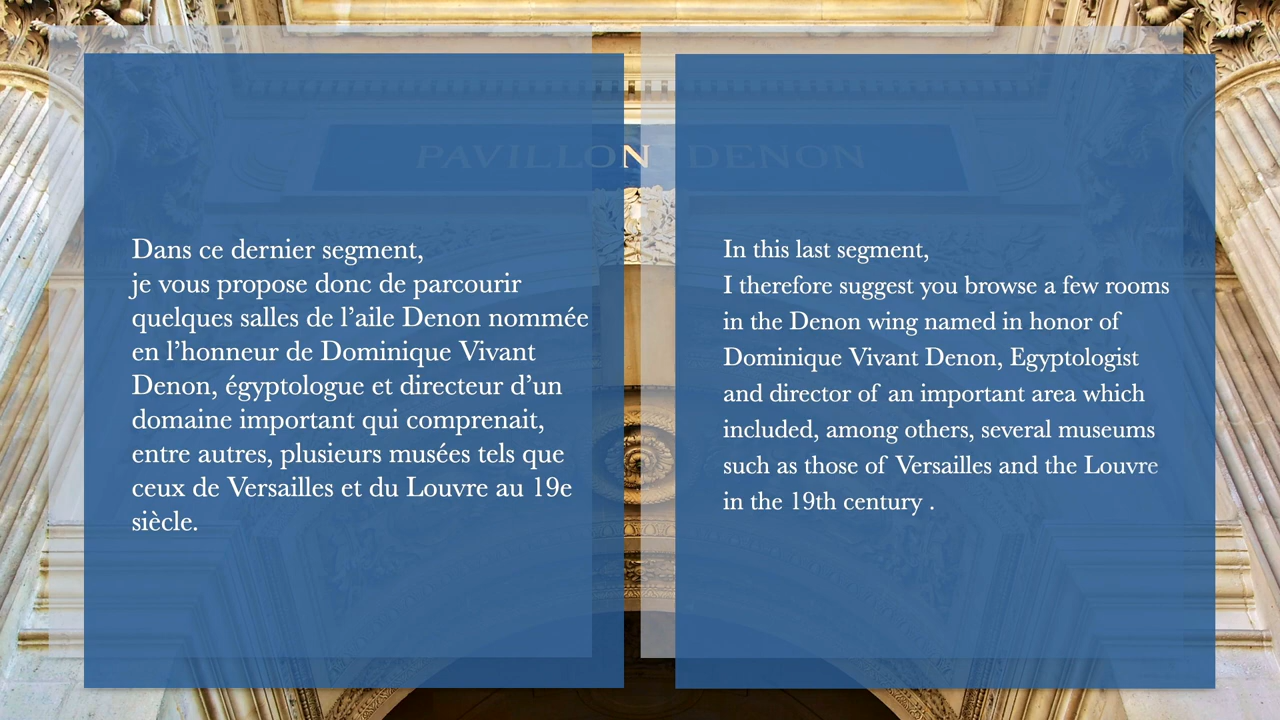 PAVILLON DENON
Dans ce dernier segment,
je vous propose donc de parcourir
quelques salles de l’aile Denon nommée
en l’honneur de Dominique Vivant
Denon, égyptologue et directeur d’un
domaine important qui comprenait,
entre autres, plusieurs musées tels que
ceux de Versailles et du Louvre au 19e
siècle.
In this last segment,
I therefore suggest you browse a few rooms
in the Denon wing named in honor of
Dominique Vivant Denon, Egyptologist
and director of an important area which
included, among others, several museums
such as those of Versailles and the Louvre
in the 19th century .